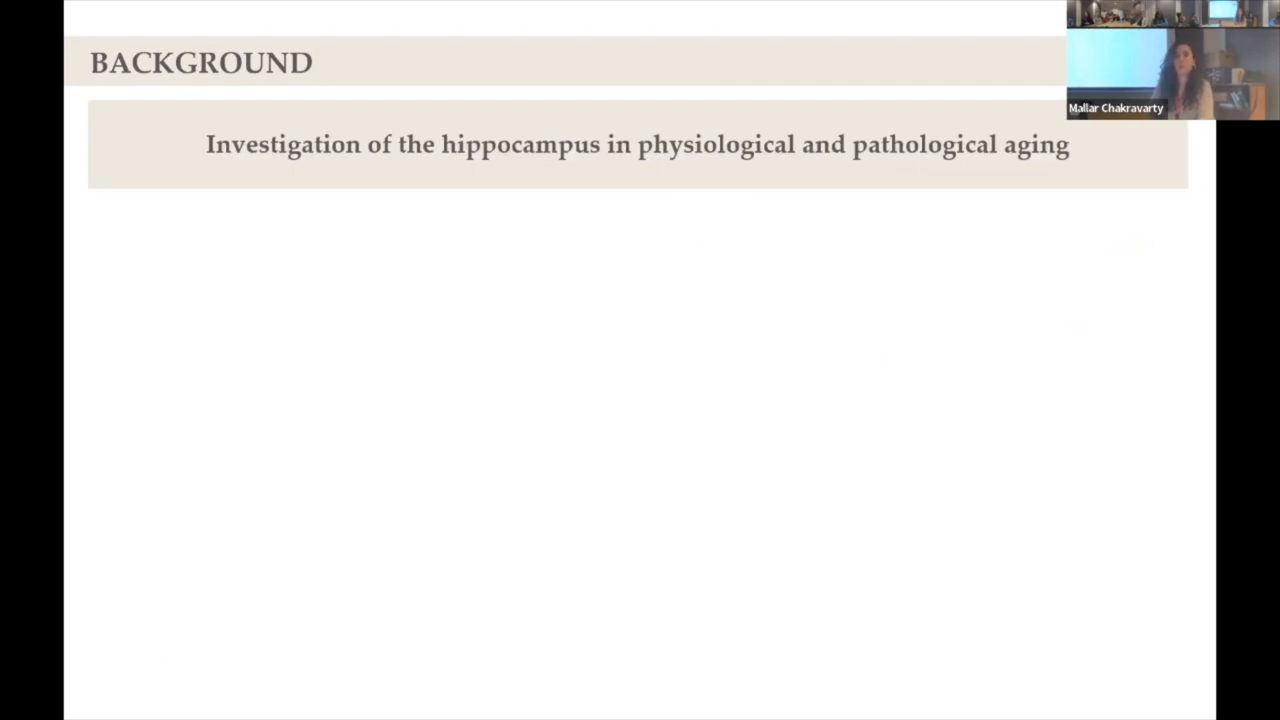 BACKGROUND
Mallar Chakravarty
Investigation of the hippocampus in physiological and pathological aging